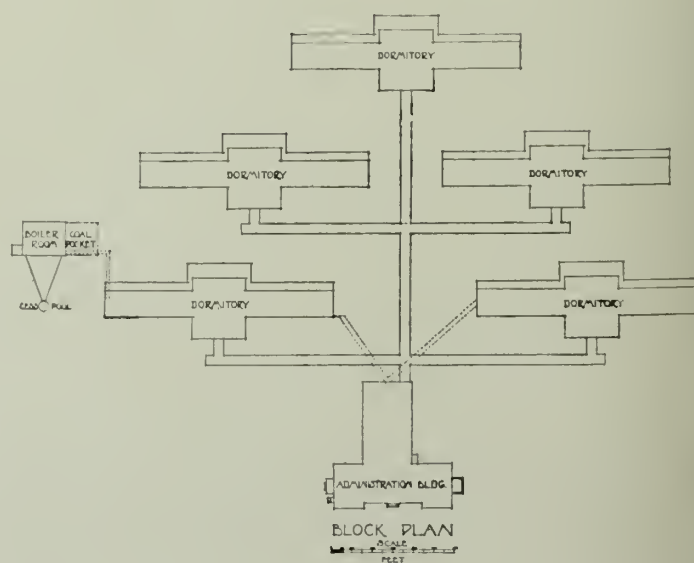 DORMITORY
DORMITORY
DORMITORY
BOILER ROOM
COAL POCKET
CESS POOL
DORMITORY
DORMITORY
ADMINISTRATION BLDG.
BLOCK PLAN
SCALE
FEET